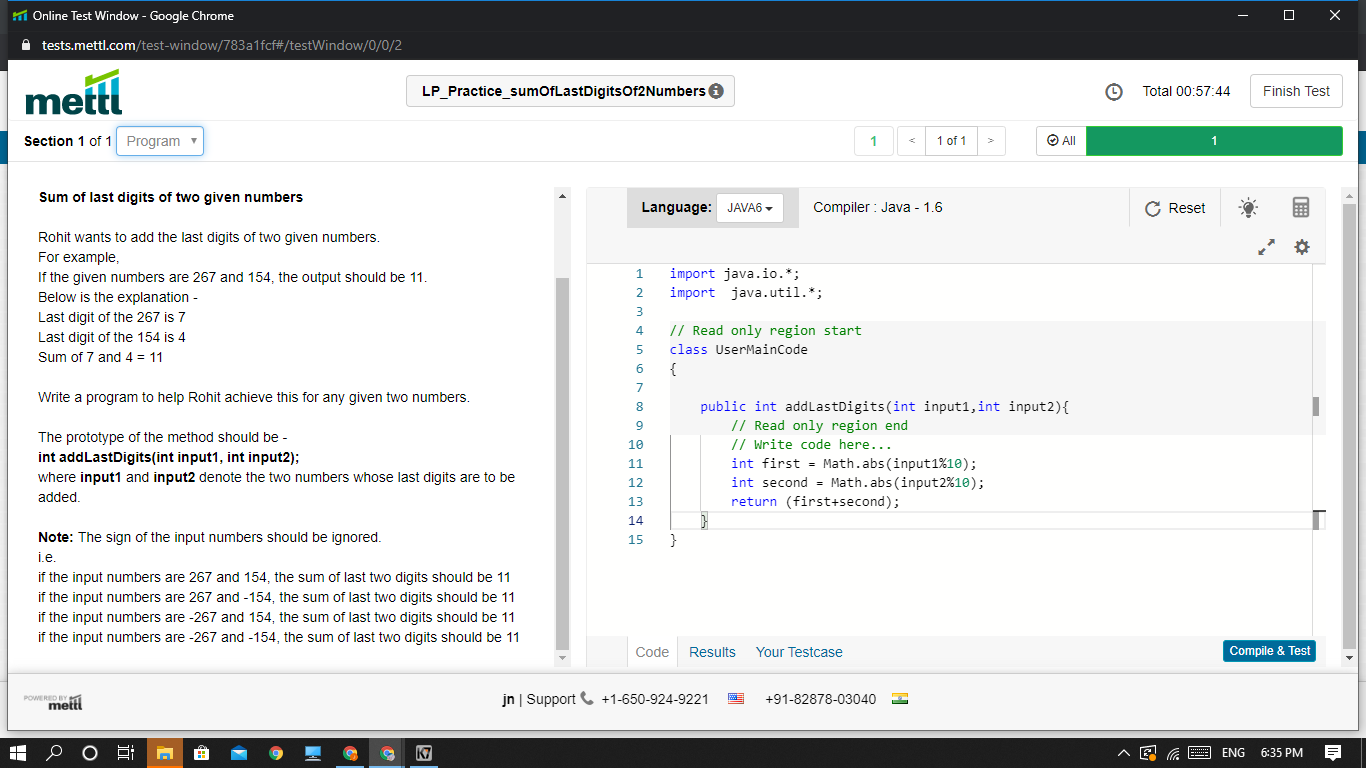 Online Test Window - Google Chrome
tests.mettl.com/test-window/783a1fcf#/testWindow/0/0/2
mettl
LP_Practice_sumOfLastDigitsOf2Numbers
Total 00:57:44
Finish Test
Section 1 of 1
Program
1
<
1 of 1
>
All
1
Sum of last digits of two given numbers
Rohit wants to add the last digits of two given numbers.
For example,
If the given numbers are 267 and 154, the output should be 11.
Below is the explanation -
Last digit of the 267 is 7
Last digit of the 154 is 4
Sum of 7 and 4 = 11
Write a program to help Rohit achieve this for any given two numbers.
The prototype of the method should be -
int addLastDigits(int input1, int input2);
where input1 and input2 denote the two numbers whose last digits are to be
added.
Note: The sign of the input numbers should be ignored.
i.e.
if the input numbers are 267 and 154, the sum of last two digits should be 11
if the input numbers are 267 and -154, the sum of last two digits should be 11
if the input numbers are -267 and 154, the sum of last two digits should be 11
if the input numbers are -267 and -154, the sum of last two digits should be 11
Language: JAVA6
Compiler : Java - 1.6
Reset
1 import java.io.*;
2 import  java.util.*;
3
4 // Read only region start
5 class UserMainCode
6 {
7
8 public int addLastDigits(int input1,int input2){
9 // Read only region end
10 // Write code here...
11 int first = Math.abs(input1%10);
12 int second = Math.abs(input2%10);
13 return (first+second);
14 }
15 }
Code
Results
Your Testcase
Compile & Test
POWERED BY mettl
jn | Support +1-650-924-9221
+91-82878-03040
ENG
6:35 PM